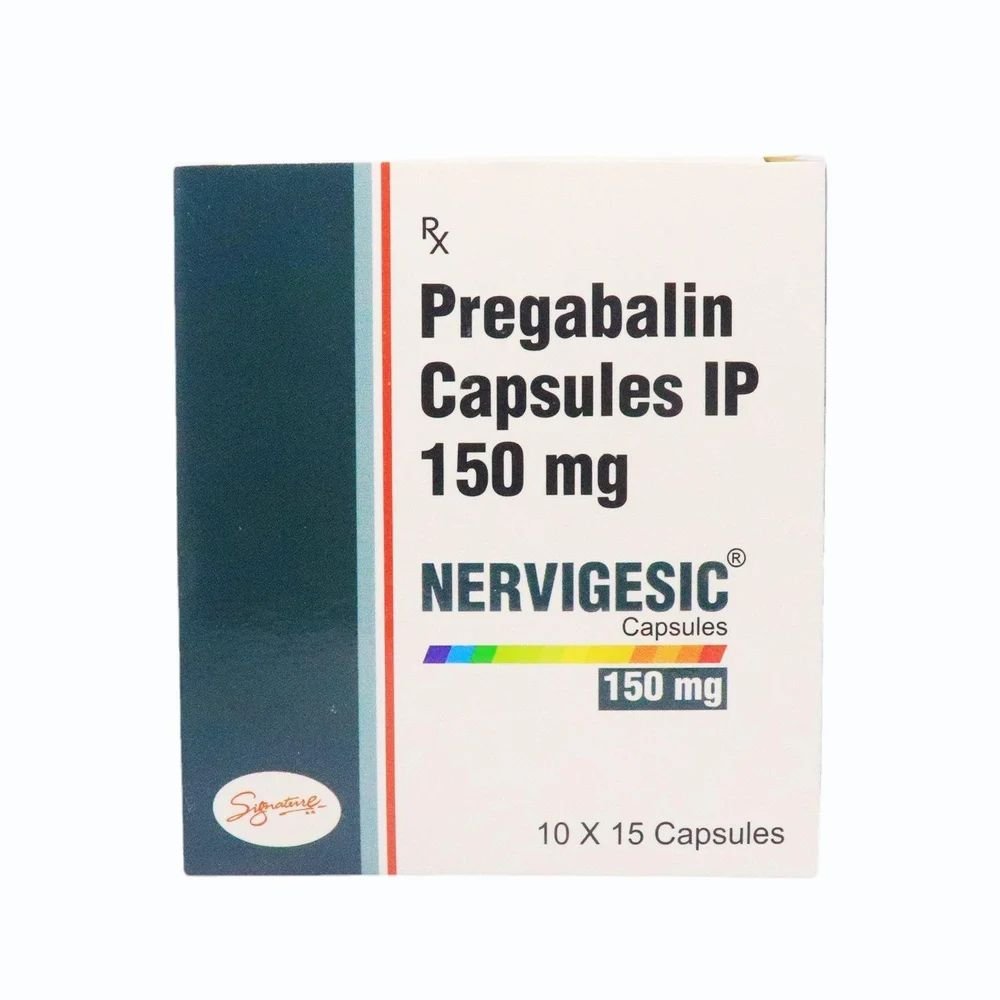 Rx
Pregabalin
Capsules IP
150 mg
NERVIGESIC®
Capsules
150 mg
Signature
10 X 15 Capsules